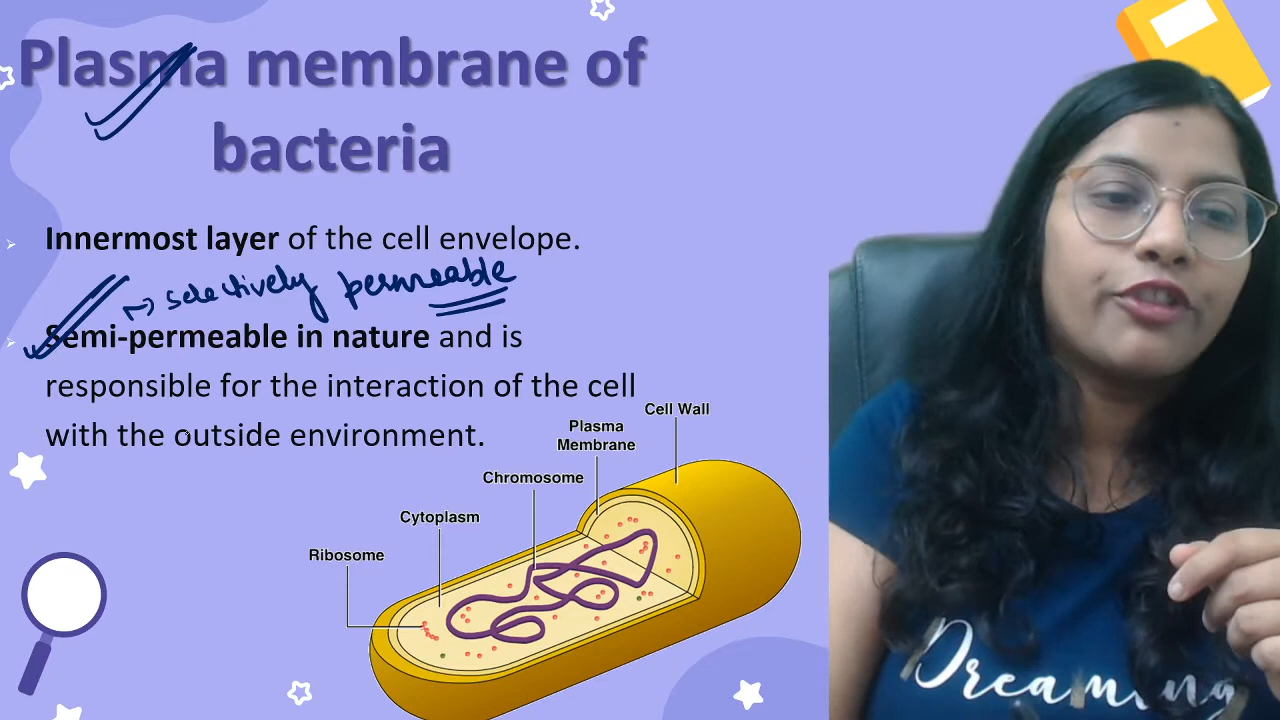 Plasma membrane of
bacteria
Innermost layer of the cell envelope.
→ selectively permeable
Semi-permeable in nature and is
responsible for the interaction of the cell
with the outside environment.
Cell Wall
Plasma
Membrane
Chromosome
Cytoplasm
Ribosome
Dreaming